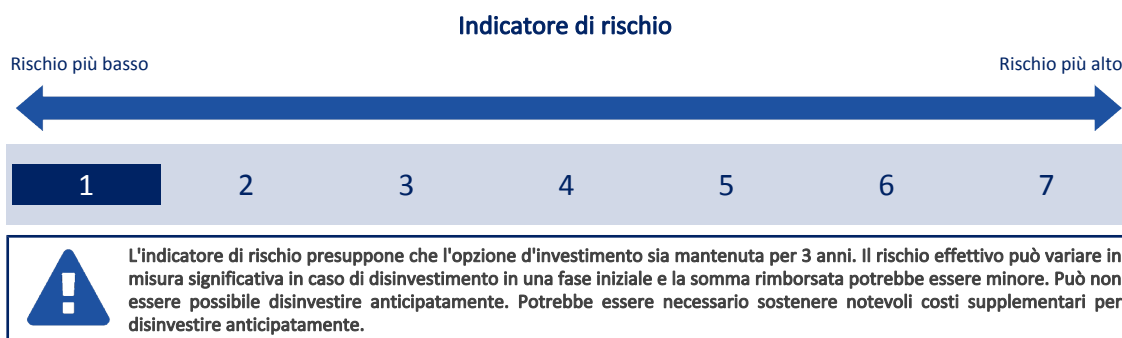 Indicatore di rischio
Rischio più basso
Rischio più alto
1 2 3 4 5 6 7
L'indicatore di rischio presuppone che l'opzione d'investimento sia mantenuta per 3 anni. Il rischio effettivo può variare in
misura significativa in caso di disinvestimento in una fase iniziale e la somma rimborsata potrebbe essere minore. Può non
essere possibile disinvestire anticipatamente. Potrebbe essere necessario sostenere notevoli costi supplementari per
disinvestire anticipatamente.